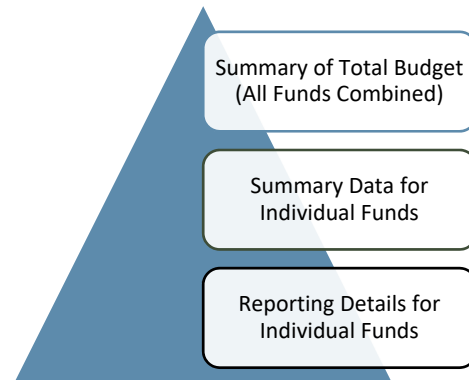 Summary of Total Budget
(All Funds Combined)
Summary Data for
Individual Funds
Reporting Details for
Individual Funds